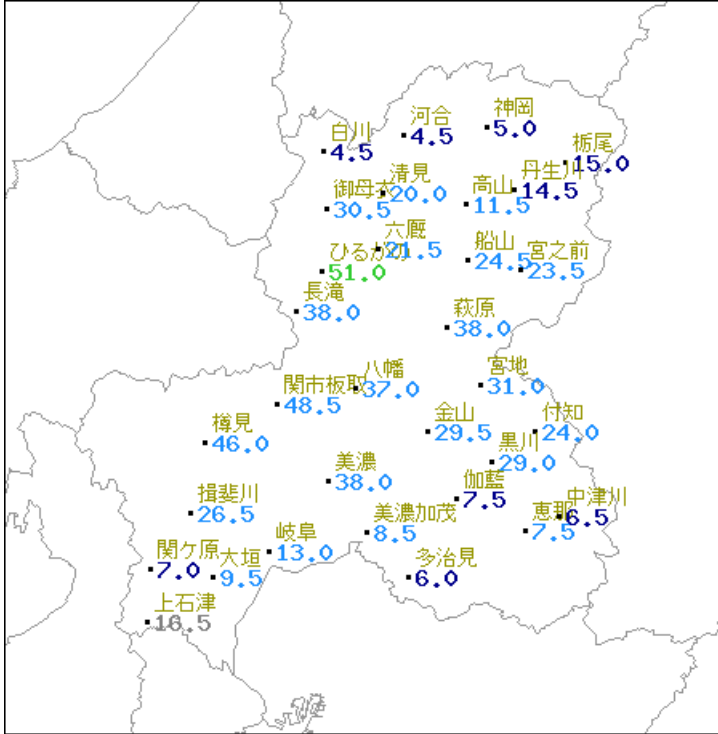 神岡
5.0
河合
4.5
白川
4.5
栃尾
15.0
丹生川
14.5
清見
20.0
高山
11.5
御母衣
30.5
六厩
21.5
船山
24.5
宮之前
23.5
ひるがの
51.0
長滝
38.0
萩原
38.0
八幡
37.0
宮地
31.0
関市板取
48.5
金山
29.5
付知
24.0
樽見
46.0
黒川
29.0
美濃
38.0
伽藍
7.5
揖斐川
26.5
中津川
6.5
恵那
7.5
美濃加茂
8.5
岐阜
13.0
関ケ原
7.0
大垣
9.5
多治見
6.0
上石津
16.5